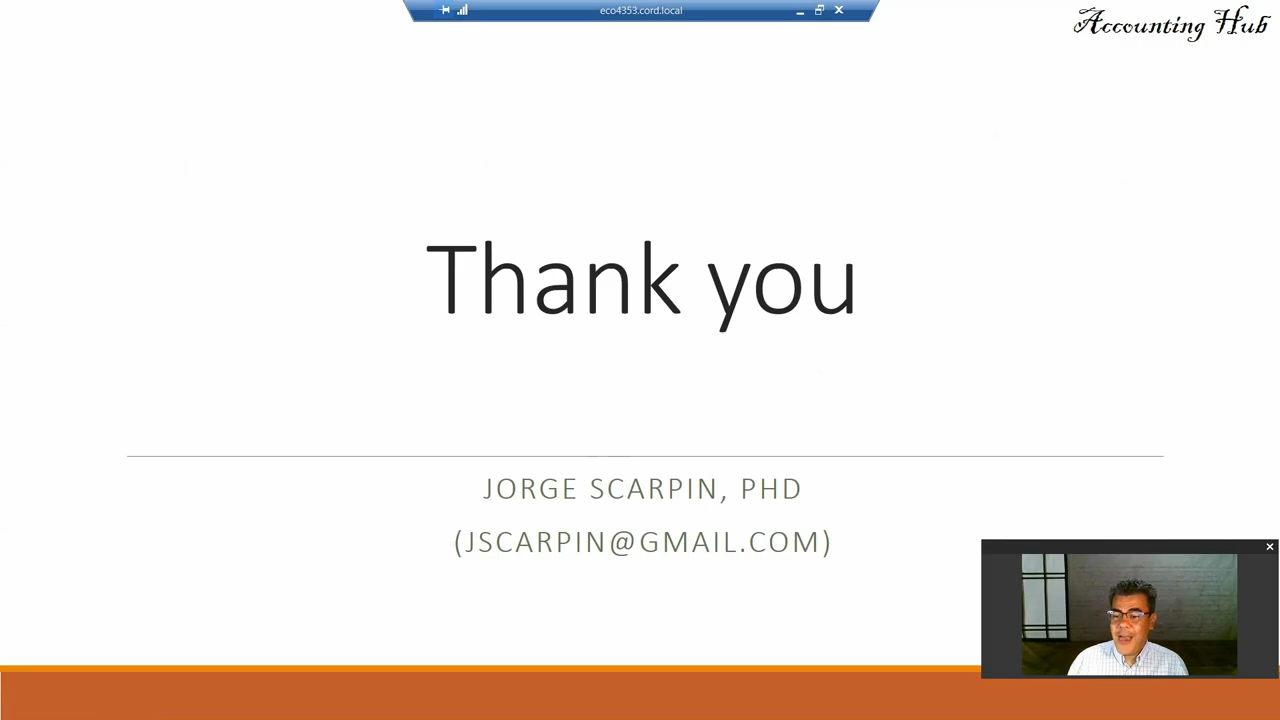 eco4353.cord.local
Accounting Hub
Thank you
JORGE SCARPIN, PHD
(JSCARPIN@GMAIL.COM)